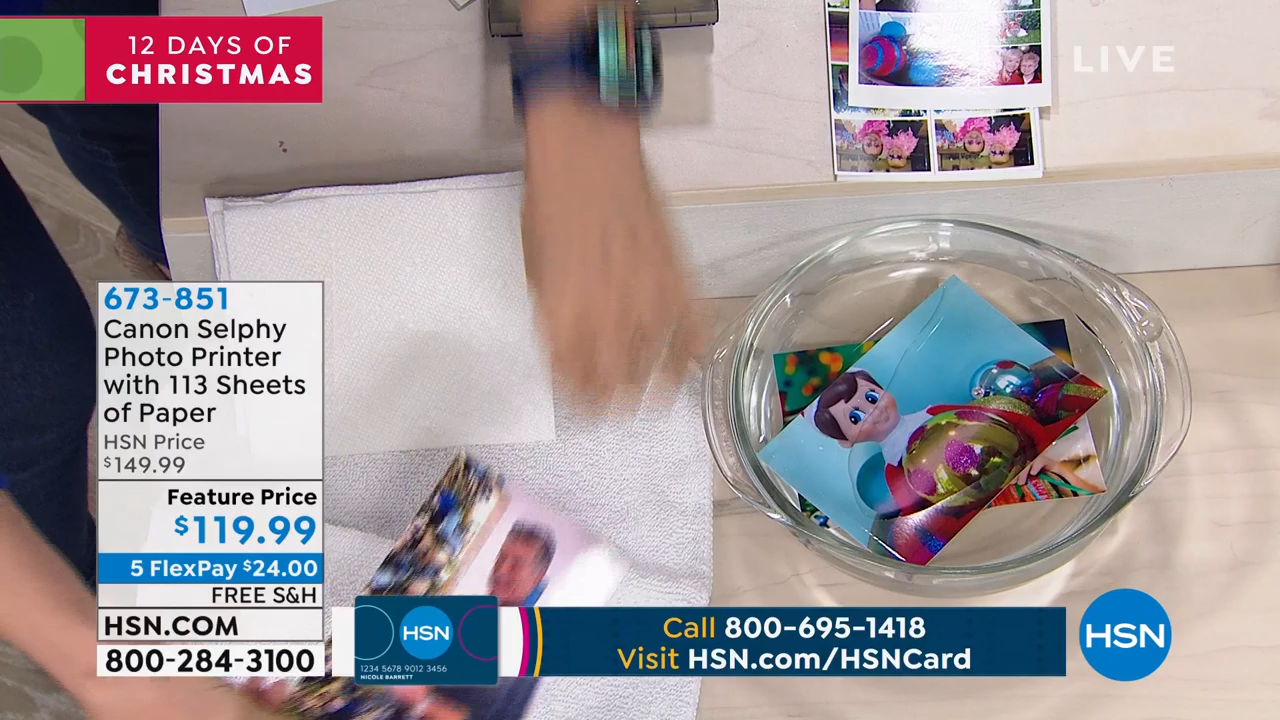 12 DAYS OF
CHRISTMAS
LIVE
673-851
Canon Selphy
Photo Printer
with 113 Sheets
of Paper
HSN Price
$149.99
Feature Price
$119.99
5 FlexPay $24.00
FREE S&H
HSN.COM
800-284-3100
HSN
1234 5678 9012 3456
NICOLE BARRETT
Call 800-695-1418
Visit HSN.com/HSNCard
HSN